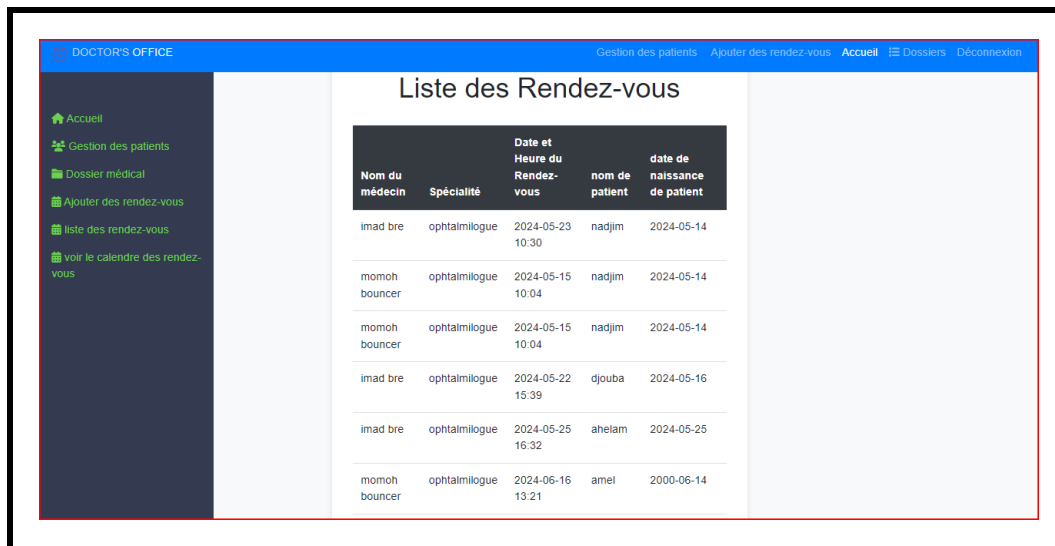 DOCTOR'S OFFICE
Gestion des patients Ajouter des rendez-vous Accueil Dossiers Déconnexion
Accueil
Gestion des patients
Dossier médical
Ajouter des rendez-vous
liste des rendez-vous
voir le calendre des rendez-
vous
Liste des Rendez-vous
Nom du
médecin
Spécialité
Date et
Heure du
Rendez-
vous
nom de
patient
date de
naissance
de patient
imad bre ophtalmilogue 2024-05-23 nadjim 2024-05-14
10:30
momoh ophtalmilogue 2024-05-15 nadjim 2024-05-14
bouncer 10:04
momoh ophtalmilogue 2024-05-15 nadjim 2024-05-14
bouncer 10:04
imad bre ophtalmilogue 2024-05-22 djouba 2024-05-16
15:39
imad bre ophtalmilogue 2024-05-25 ahelam 2024-05-25
16:32
momoh ophtalmilogue 2024-06-16 amel 2000-06-14
bouncer 13:21